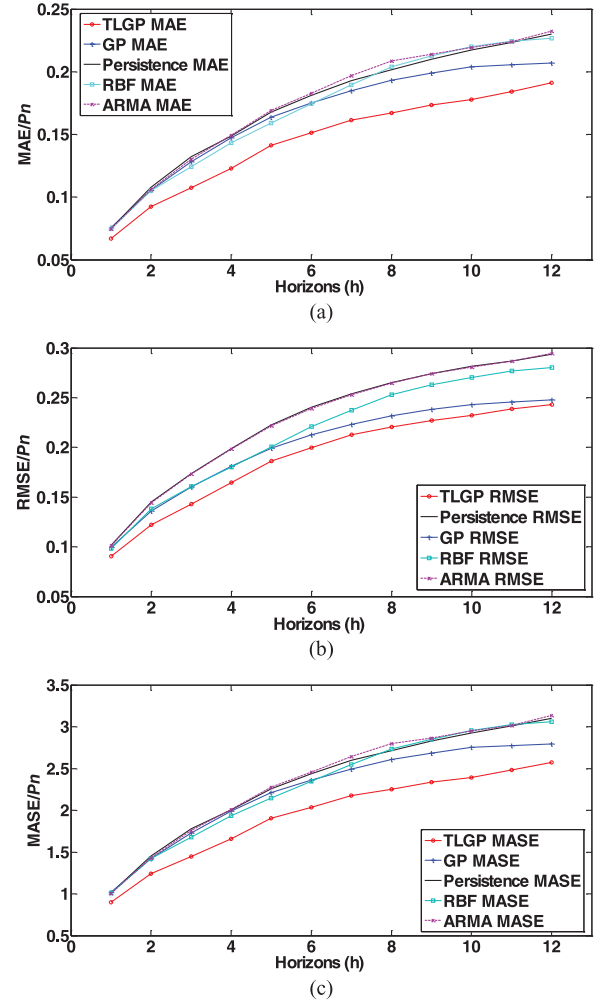 TLGP MAE
GP MAE
Persistence MAE
RBF MAE
ARMA MAE
MAE/Pn
0.25
0.2
0.15
0.1
0.05
0 2 4 6 8 10 12
Horizons (h)
(a)
RMSE/Pn
0.3
0.25
0.2
0.15
0.1
0.05
TLGP RMSE
Persistence RMSE
GP RMSE
RBF RMSE
ARMA RMSE
0 2 4 6 8 10 12
Horizons (h)
(b)
MASE/Pn
3.5
3
2.5
2
1.5
1
0.5
TLGP MASE
GP MASE
Persistence MASE
RBF MASE
ARMA MASE
0 2 4 6 8 10 12
Horizons (h)
(c)